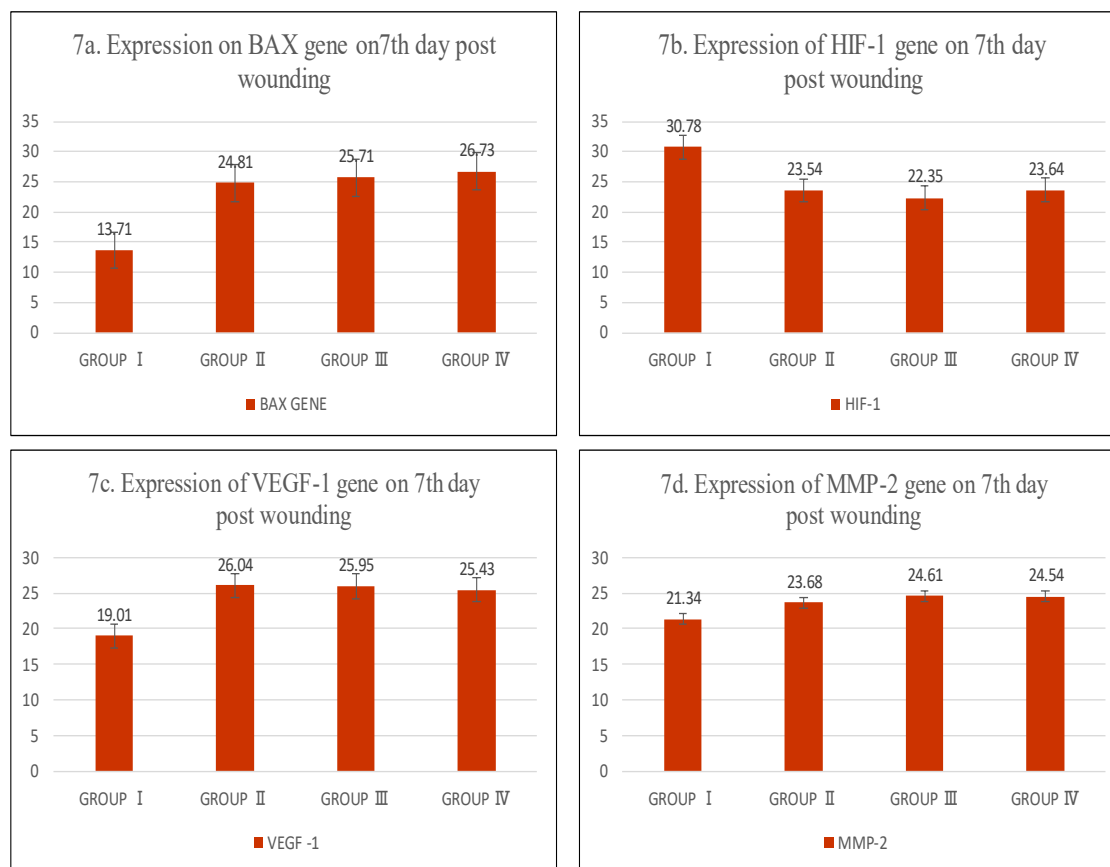 7a. Expression on BAX gene on7th day post
wounding
35
30
25
20
15
10
5
0
13.71
24.81
25.71
26.73
GROUP Ⅰ
GROUP Ⅱ
GROUP Ⅲ
GROUP Ⅳ
BAX GENE
7b. Expression of HIF-1 gene on 7th day
post wounding
35
30
25
20
15
10
5
0
30.78
23.54
22.35
23.64
GROUP Ⅰ
GROUP Ⅱ
GROUP Ⅲ
GROUP Ⅳ
HIF-1
7c. Expression of VEGF-1 gene on 7th day
post wounding
30
25
20
15
10
5
0
19.01
26.04
25.95
25.43
GROUP Ⅰ
GROUP Ⅱ
GROUP Ⅲ
GROUP Ⅳ
VEGF -1
7d. Expression of MMP-2 gene on 7th day
post wounding
30
25
20
15
10
5
0
21.34
23.68
24.61
24.54
GROUP Ⅰ
GROUP Ⅱ
GROUP Ⅲ
GROUP Ⅳ
MMP-2